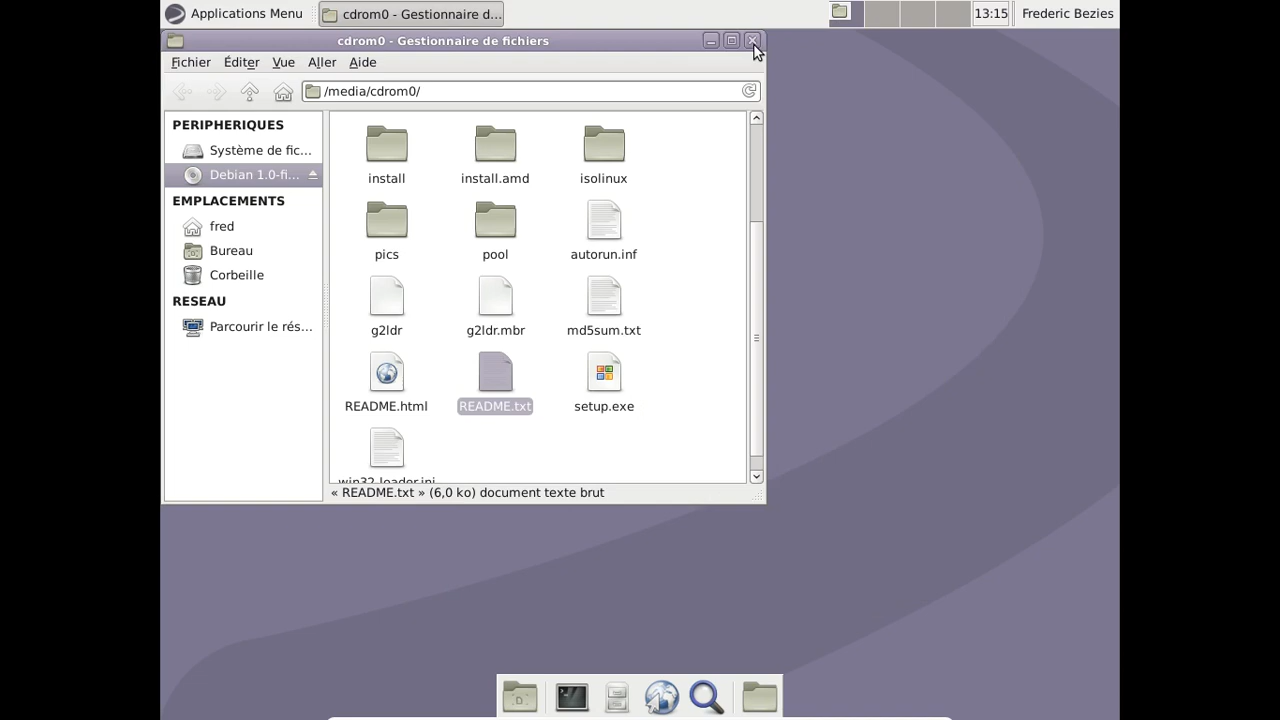 Applications Menu
cdrom0 - Gestionnaire d...
13:15
Frederic Bezies
cdrom0 - Gestionnaire de fichiers
Fichier Éditer Vue Aller Aide
/media/cdrom0/
PERIPHERIQUES
Système de fic...
Debian 1.0-fi...
EMPLACEMENTS
fred
Bureau
Corbeille
RESEAU
Parcourir le rés...
install install.amd isolinux
pics pool autorun.inf
g2ldr g2ldr.mbr md5sum.txt
README.html README.txt setup.exe
win32-loader.ini
« README.txt » (6,0 ko) document texte brut